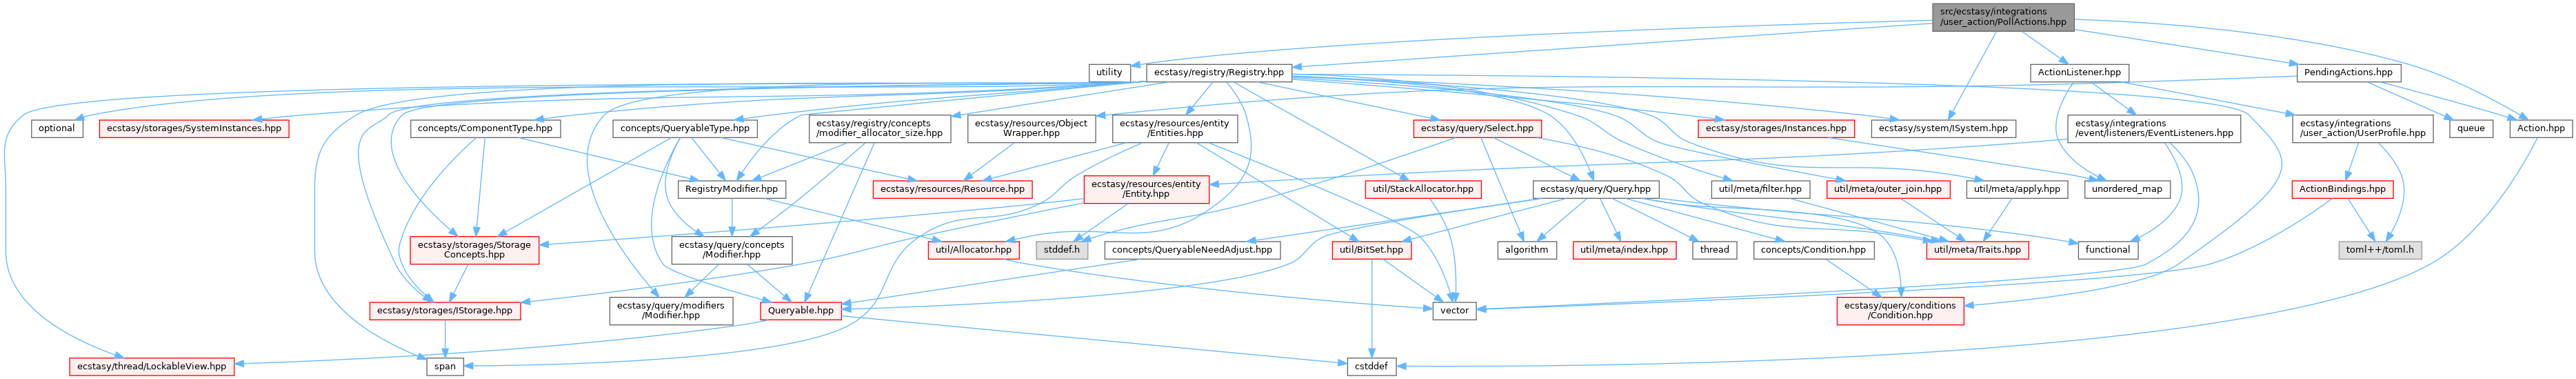 src/ecstasy/integrations
/user_action/PollActions.hpp
utility
ecstasy/registry/Registry.hpp
ActionListener.hpp
PendingActions.hpp
optional
ecstasy/storages/SystemInstances.hpp
concepts/ComponentType.hpp
concepts/QueryableType.hpp
ecstasy/registry/concepts
/modifier_allocator_size.hpp
ecstasy/resources/Object
Wrapper.hpp
ecstasy/resources/entity
/Entities.hpp
ecstasy/query/Select.hpp
ecstasy/storages/Instances.hpp
ecstasy/system/ISystem.hpp
ecstasy/integrations
/event/listeners/EventListeners.hpp
ecstasy/integrations
/user_action/UserProfile.hpp
queue
Action.hpp
RegistryModifier.hpp
ecstasy/resources/Resource.hpp
ecstasy/resources/entity
/Entity.hpp
util/StackAllocator.hpp
ecstasy/query/Query.hpp
util/meta/filter.hpp
util/meta/outer_join.hpp
util/meta/apply.hpp
unordered_map
ActionBindings.hpp
ecstasy/storages/Storage
Concepts.hpp
ecstasy/query/concepts
/Modifier.hpp
util/Allocator.hpp
stddef.h
concepts/QueryableNeedAdjust.hpp
util/BitSet.hpp
algorithm
util/meta/index.hpp
thread
concepts/Condition.hpp
util/meta/Traits.hpp
functional
toml++/toml.h
ecstasy/storages/IStorage.hpp
ecstasy/query/modifiers
/Modifier.hpp
Queryable.hpp
vector
ecstasy/query/conditions
/Condition.hpp
ecstasy/thread/LockableView.hpp
span
cstddef